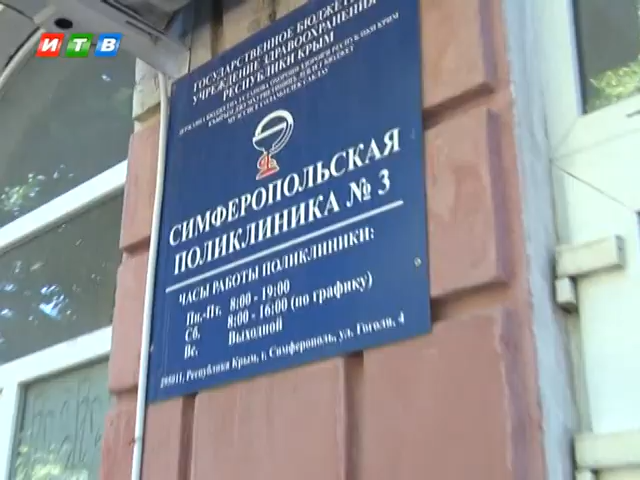 ИТВ
ГОСУДАРСТВЕННОЕ БЮДЖЕТНОЕ
УЧРЕЖДЕНИЕ ЗДРАВООХРАНЕНИЯ
РЕСПУБЛИКИ КРЫМ
СИМФЕРОПОЛЬСКАЯ
ПОЛИКЛИНИКА № 3
ЧАСЫ РАБОТЫ ПОЛИКЛИНИКИ:
Пн.-Пт. 8:00 - 19:00
Сб. 8:00 - 16:00 (по графику)
Вс. Выходной
295011, Республика Крым, г. Симферополь, ул. Гоголя, 4